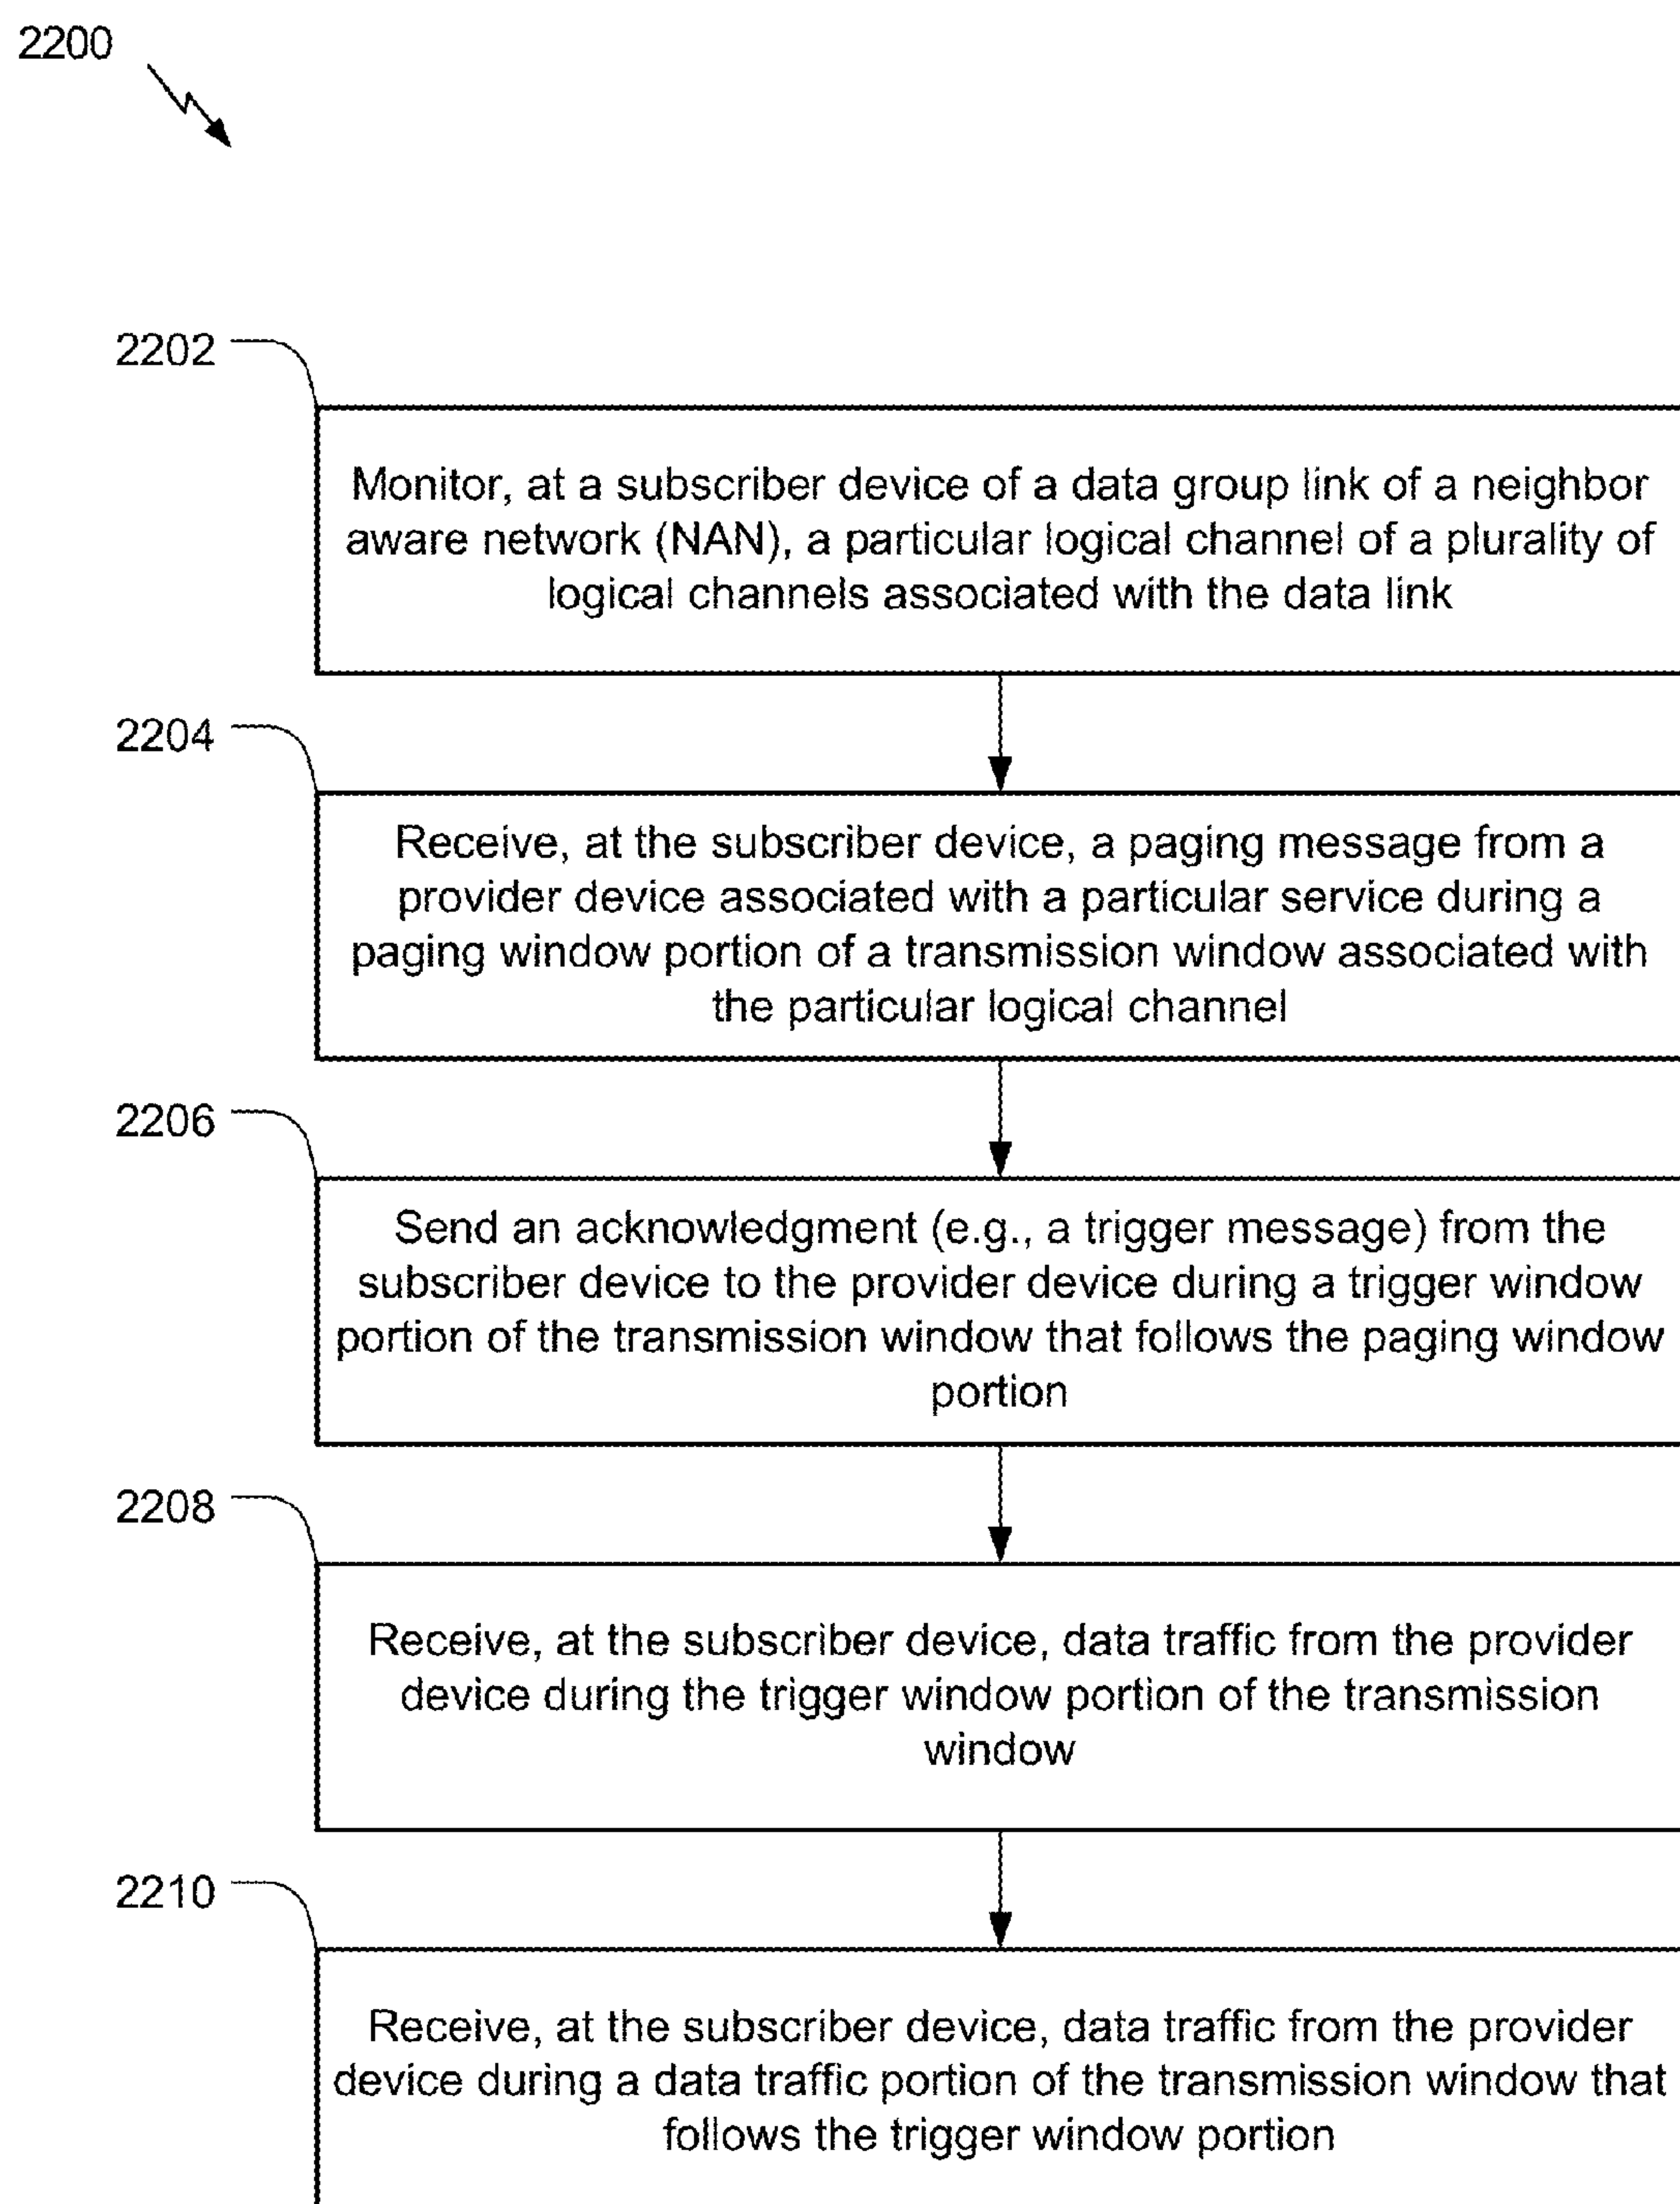 2200
2202
Monitor, at a subscriber device of a data group link of a neighbor
aware network (NAN), a particular logical channel of a plurality of
logical channels associated with the data link
2204
Receive, at the subscriber device, a paging message from a
provider device associated with a particular service during a
paging window portion of a transmission window associated with
the particular logical channel
2206
Send an acknowledgment (e.g., a trigger message) from the
subscriber device to the provider device during a trigger window
portion of the transmission window that follows the paging window
portion
2208
Receive, at the subscriber device, data traffic from the provider
device during the trigger window portion of the transmission
window
2210
Receive, at the subscriber device, data traffic from the provider
device during a data traffic portion of the transmission window that
follows the trigger window portion